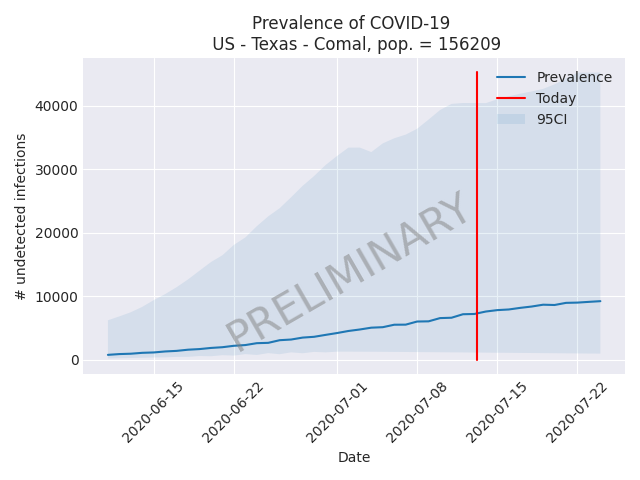 Prevalence of COVID-19
US - Texas - Comal, pop. = 156209
Prevalence
Today
95CI
# undetected infections
40000
30000
20000
10000
0
PRELIMINARY
2020-06-15
2020-06-22
2020-07-01
2020-07-08
2020-07-15
2020-07-22
Date